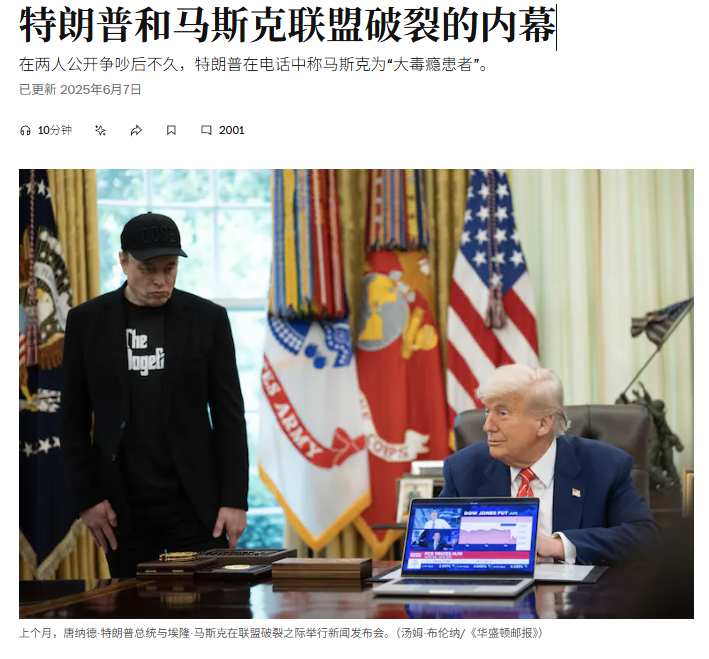 特朗普和马斯克联盟破裂的内幕
在两人公开争吵后不久，特朗普在电话中称马斯克为“大毒瘾患者”。
已更新 2025年6月7日
10分钟
2001
The
Dogef
ES ARMY
CORPS
DOW JONES FUT
上个月，唐纳德·特朗普总统与埃隆·马斯克在联盟破裂之际举行新闻发布会。（汤姆·布伦纳/《华盛顿邮报》）